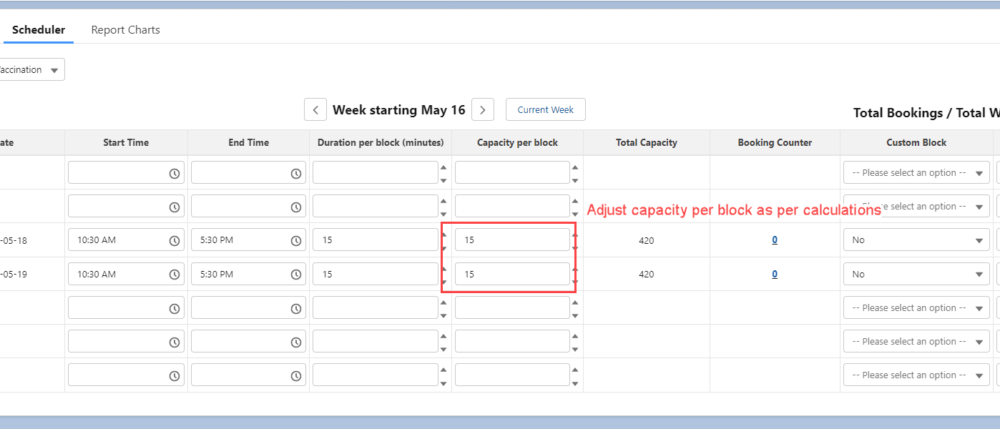 Scheduler Report Charts
accination
Week starting May 16 Current Week
Total Bookings / Total W
ate Start Time End Time Duration per block (minutes) Capacity per block Total Capacity Booking Counter Custom Block
-- Please select an option --
Adjust capacity per block as per calculations se select an option --
-05-18 10:30 AM 5:30 PM 15 15 420 0 No
-05-19 10:30 AM 5:30 PM 15 15 420 0 No
-- Please select an option --
-- Please select an option --
-- Please select an option --